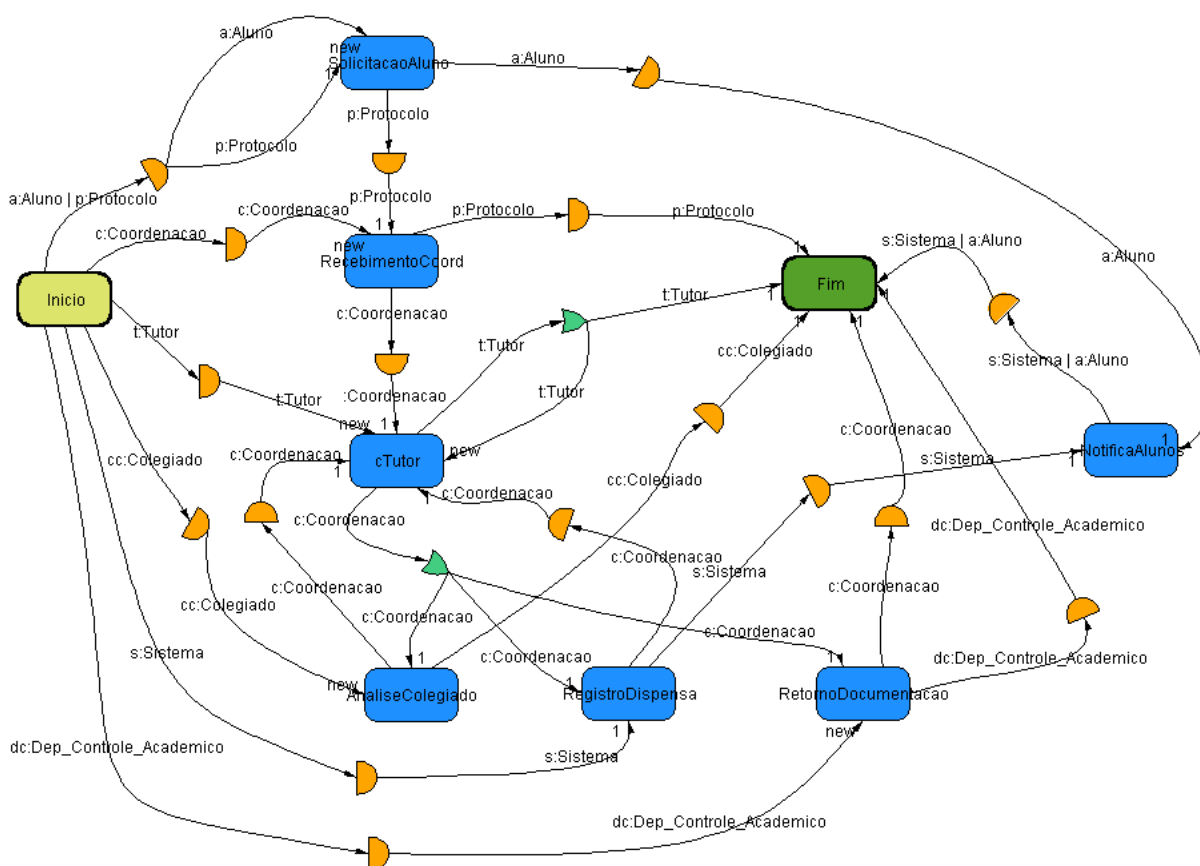 a:Aluno
new
SolicitacaoAluno
1
a:Aluno
p:Protocolo
p:Protocolo
a:Aluno | p:Protocolo
p:Protocolo
c:Coordenacao
p:Protocolo
p:Protocolo
c:Coordenacao
1
new
RecebimentoCoord
1
s:Sistema | a:Aluno
a:Aluno
Inicio
Fim
t:Tutor
1
1
1
t:Tutor
c:Coordenacao
t:Tutor
cc:Colegiado
s:Sistema | a:Aluno
t:Tutor
:Coordenacao
t:Tutor
new
1
c:Coordenacao
new
1
cTutor
NotificaAlunos
1
1
c:Coordenacao
s:Sistema
cc:Colegiado
c:Coordenacao
1
cc:Colegiado
c:Coordenacao
dc:Dep_Controle_Academico
c:Coordenacao
s:Sistema
cc:Colegiado
c:Coordenacao
c:Coordenacao
c:Coordenacao
c:Coordenacao
s:Sistema
1
c:Coordenacao
1
dc:Dep_Controle_Academico
new
AnaliseColegiado
1
RegistroDispensa
RetornoDocumentacao
1
new
dc:Dep_Controle_Academico
s:Sistema
dc:Dep_Controle_Academico